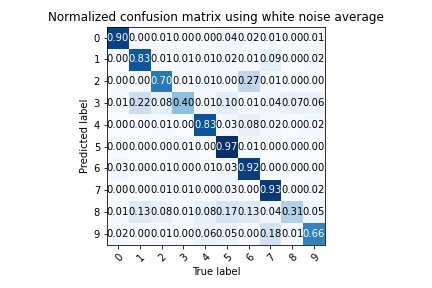 Normalized confusion matrix using white noise average
0 0.90 0.00 0.01 0.00 0.00 0.04 0.02 0.01 0.00 0.01
1 0.00 0.83 0.01 0.01 0.01 0.02 0.01 0.09 0.00 0.02
2 0.00 0.00 0.70 0.01 0.00 0.00 0.27 0.01 0.00 0.00
3 0.01 0.22 0.08 0.40 0.01 0.10 0.01 0.04 0.07 0.06
4 0.00 0.00 0.01 0.00 0.83 0.03 0.08 0.02 0.00 0.02
5 0.00 0.00 0.01 0.01 0.00 0.97 0.01 0.00 0.00 0.00
6 0.03 0.00 0.01 0.00 0.01 0.03 0.92 0.00 0.00 0.00
7 0.00 0.00 0.01 0.01 0.00 0.03 0.00 0.93 0.00 0.02
8 0.01 0.13 0.08 0.01 0.08 0.17 0.13 0.04 0.31 0.05
9 0.02 0.00 0.01 0.00 0.06 0.05 0.00 0.18 0.01 0.66
Predicted label
0 1 2 3 4 5 6 7 8 9
True label